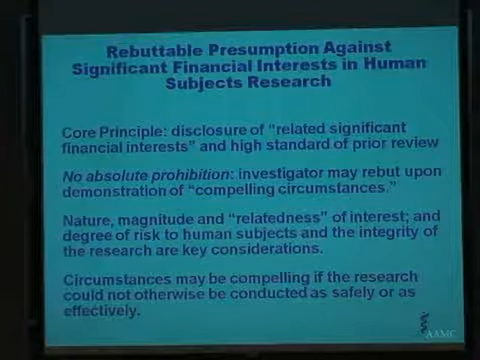 Rebuttable Presumption Against
Significant Financial Interests in Human
Subjects Research
Core Principle: disclosure of "related significant
financial interests" and high standard of prior review
No absolute prohibition: investigator may rebut upon
demonstration of "compelling circumstances."
Nature, magnitude and "relatedness" of interest; and
degree of risk to human subjects and the integrity of
the research are key considerations.
Circumstances may be compelling if the research
could not otherwise be conducted as safely or as
effectively.
AAMC